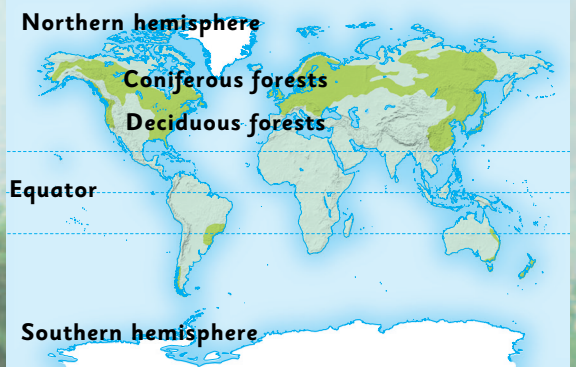 Northern hemisphere
Coniferous forests
Deciduous forests
Equator
Southern hemisphere